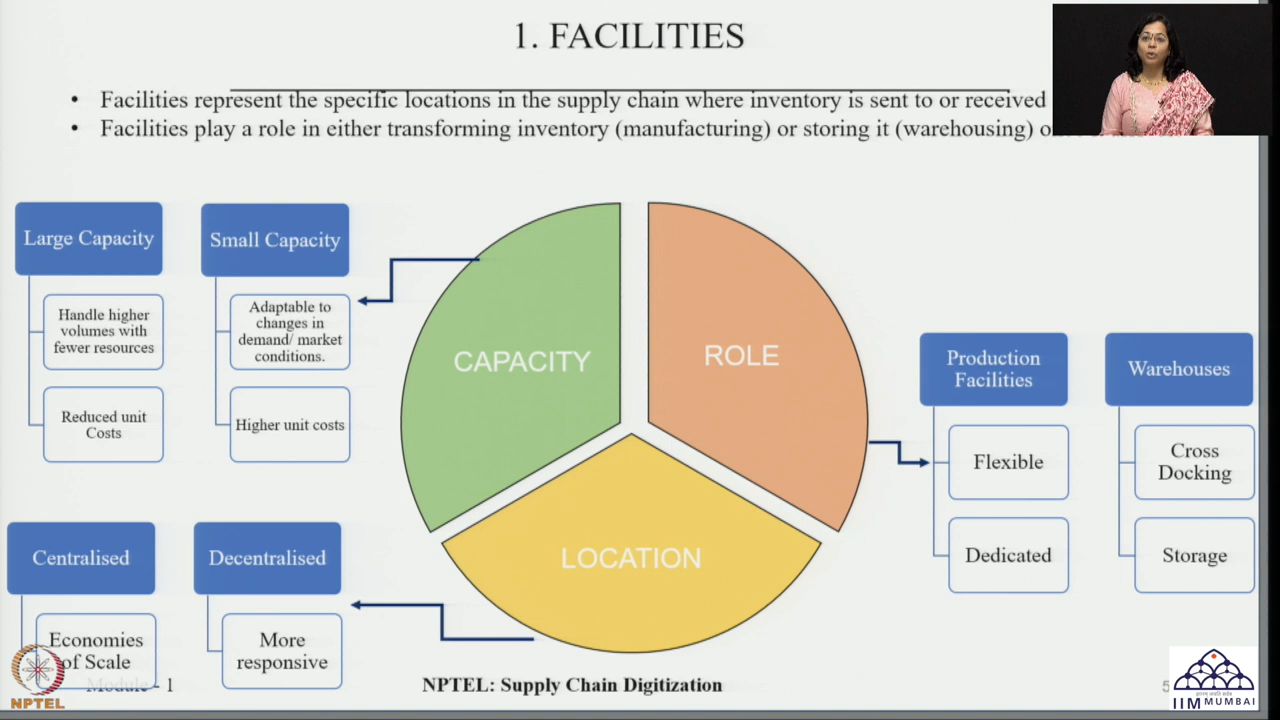 1. FACILITIES
• Facilities represent the specific locations in the supply chain where inventory is sent to or received
• Facilities play a role in either transforming inventory (manufacturing) or storing it (warehousing)
Large Capacity
Handle higher
volumes with
fewer resources
Reduced unit
Costs
Small Capacity
Adaptable to
changes in
demand/ market
conditions.
Higher unit costs
CAPACITY
ROLE
LOCATION
Production
Facilities
Flexible
Dedicated
Warehouses
Cross
Docking
Storage
Centralised
Economies
of Scale
Decentralised
More
responsive
Module - 1
NPTEL: Supply Chain Digitization
5
NPTEL
IIM MUMBAI